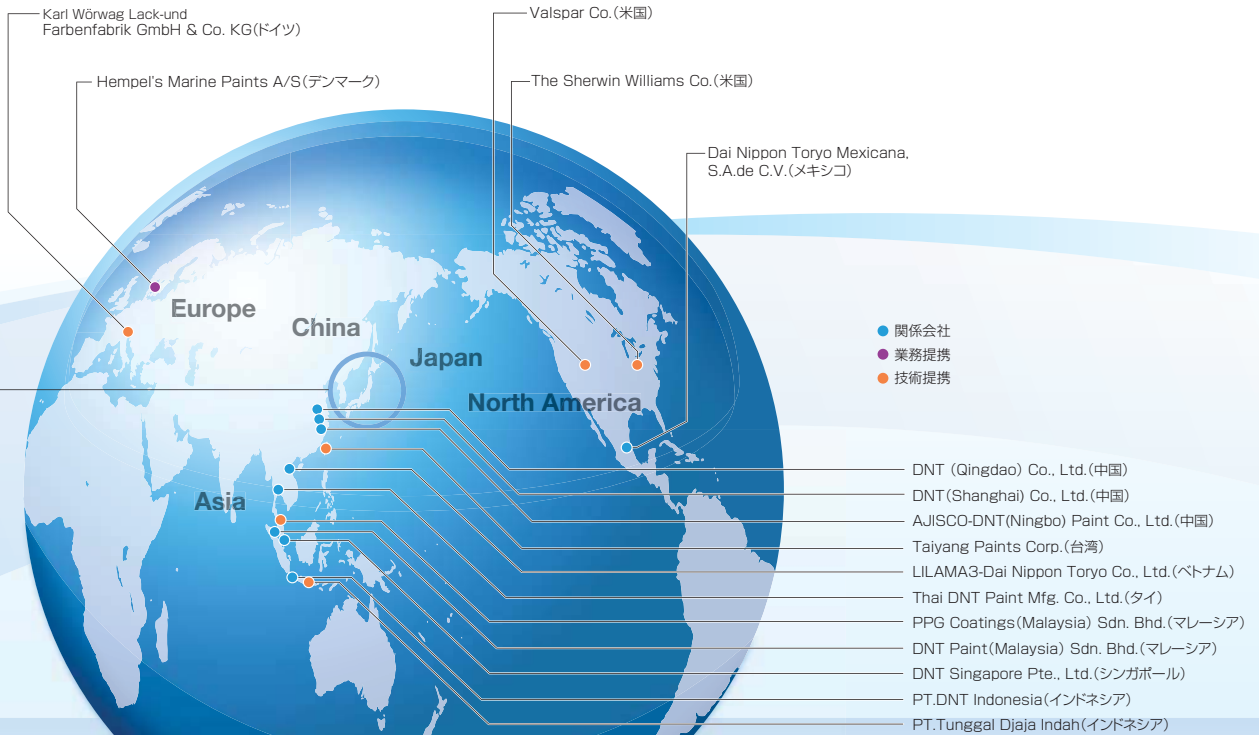 Karl Wörwag Lack-und
Farbenfabrik GmbH & Co. KG(ドイツ)
Hempel's Marine Paints A/S(デンマーク)
Valspar Co.(米国)
The Sherwin Williams Co.(米国)
Dai Nippon Toryo Mexicana,
S.A.de C.V.(メキシコ)
Europe
China
Japan
North America
Asia
関係会社
業務提携
技術提携
DNT (Qingdao) Co., Ltd.(中国)
DNT(Shanghai) Co., Ltd.(中国)
AJISCO-DNT(Ningbo) Paint Co., Ltd.(中国)
Taiyang Paints Corp.(台湾)
LILAMA3-Dai Nippon Toryo Co., Ltd.(ベトナム)
Thai DNT Paint Mfg. Co., Ltd.(タイ)
PPG Coatings(Malaysia) Sdn. Bhd.(マレーシア)
DNT Paint(Malaysia) Sdn. Bhd.(マレーシア)
DNT Singapore Pte., Ltd.(シンガポール)
PT.DNT Indonesia(インドネシア)
PT.Tunggal Djaja Indah(インドネシア)